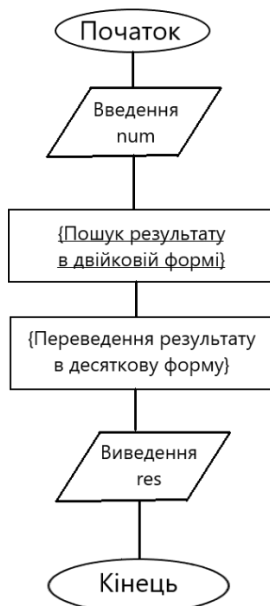 Початок
Введення
num
{Пошук результату
в двійковій формі}
{Переведення результату
в десяткову форму}
Виведення
res
Кінець